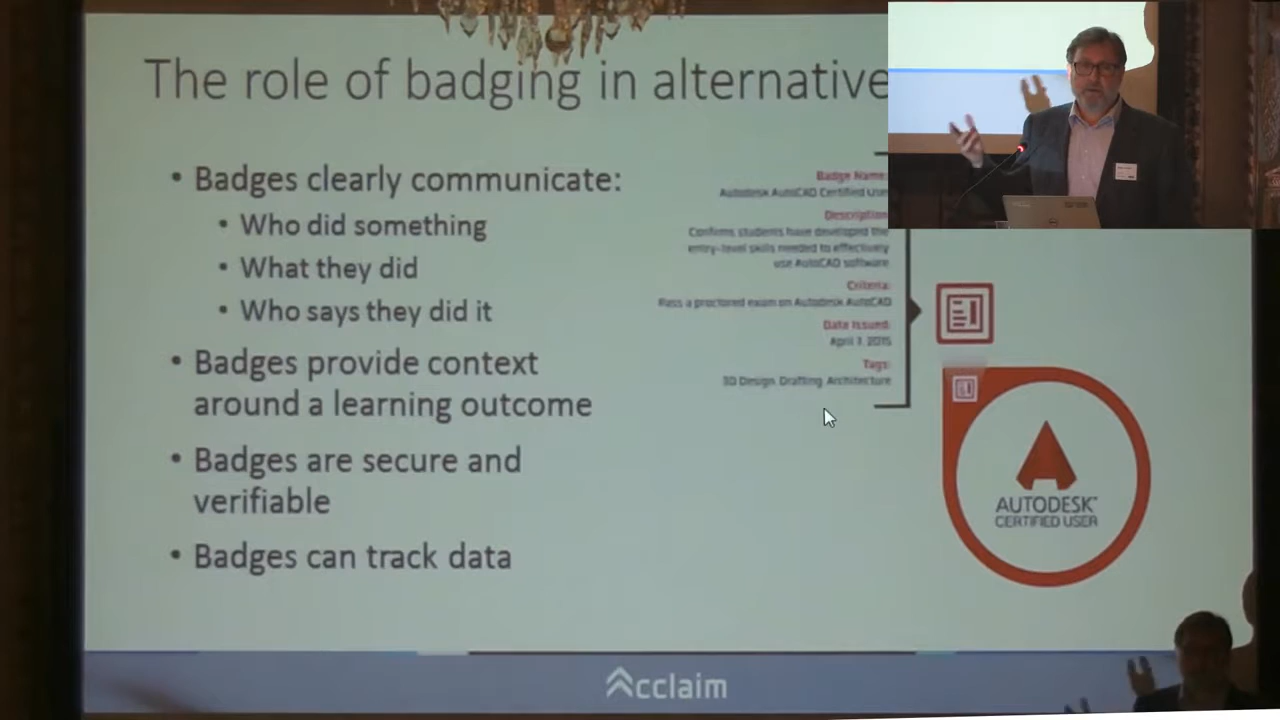 The role of badging in alternative
• Badges clearly communicate:
• Who did something
• What they did
• Who says they did it
• Badges provide context
around a learning outcome
• Badges are secure and
verifiable
• Badges can track data
Badge Name:
Autodesk AutoCAD Certified User
Description:
Confirms students have developed the
entry-level skills needed to effectively
use AutoCAD software
Criteria:
Pass a proctored exam on Autodesk AutoCAD
Date Issued:
April 7, 2015
Tags:
3D Design Drafting Architecture
AUTODESK
CERTIFIED USER
Acclaim